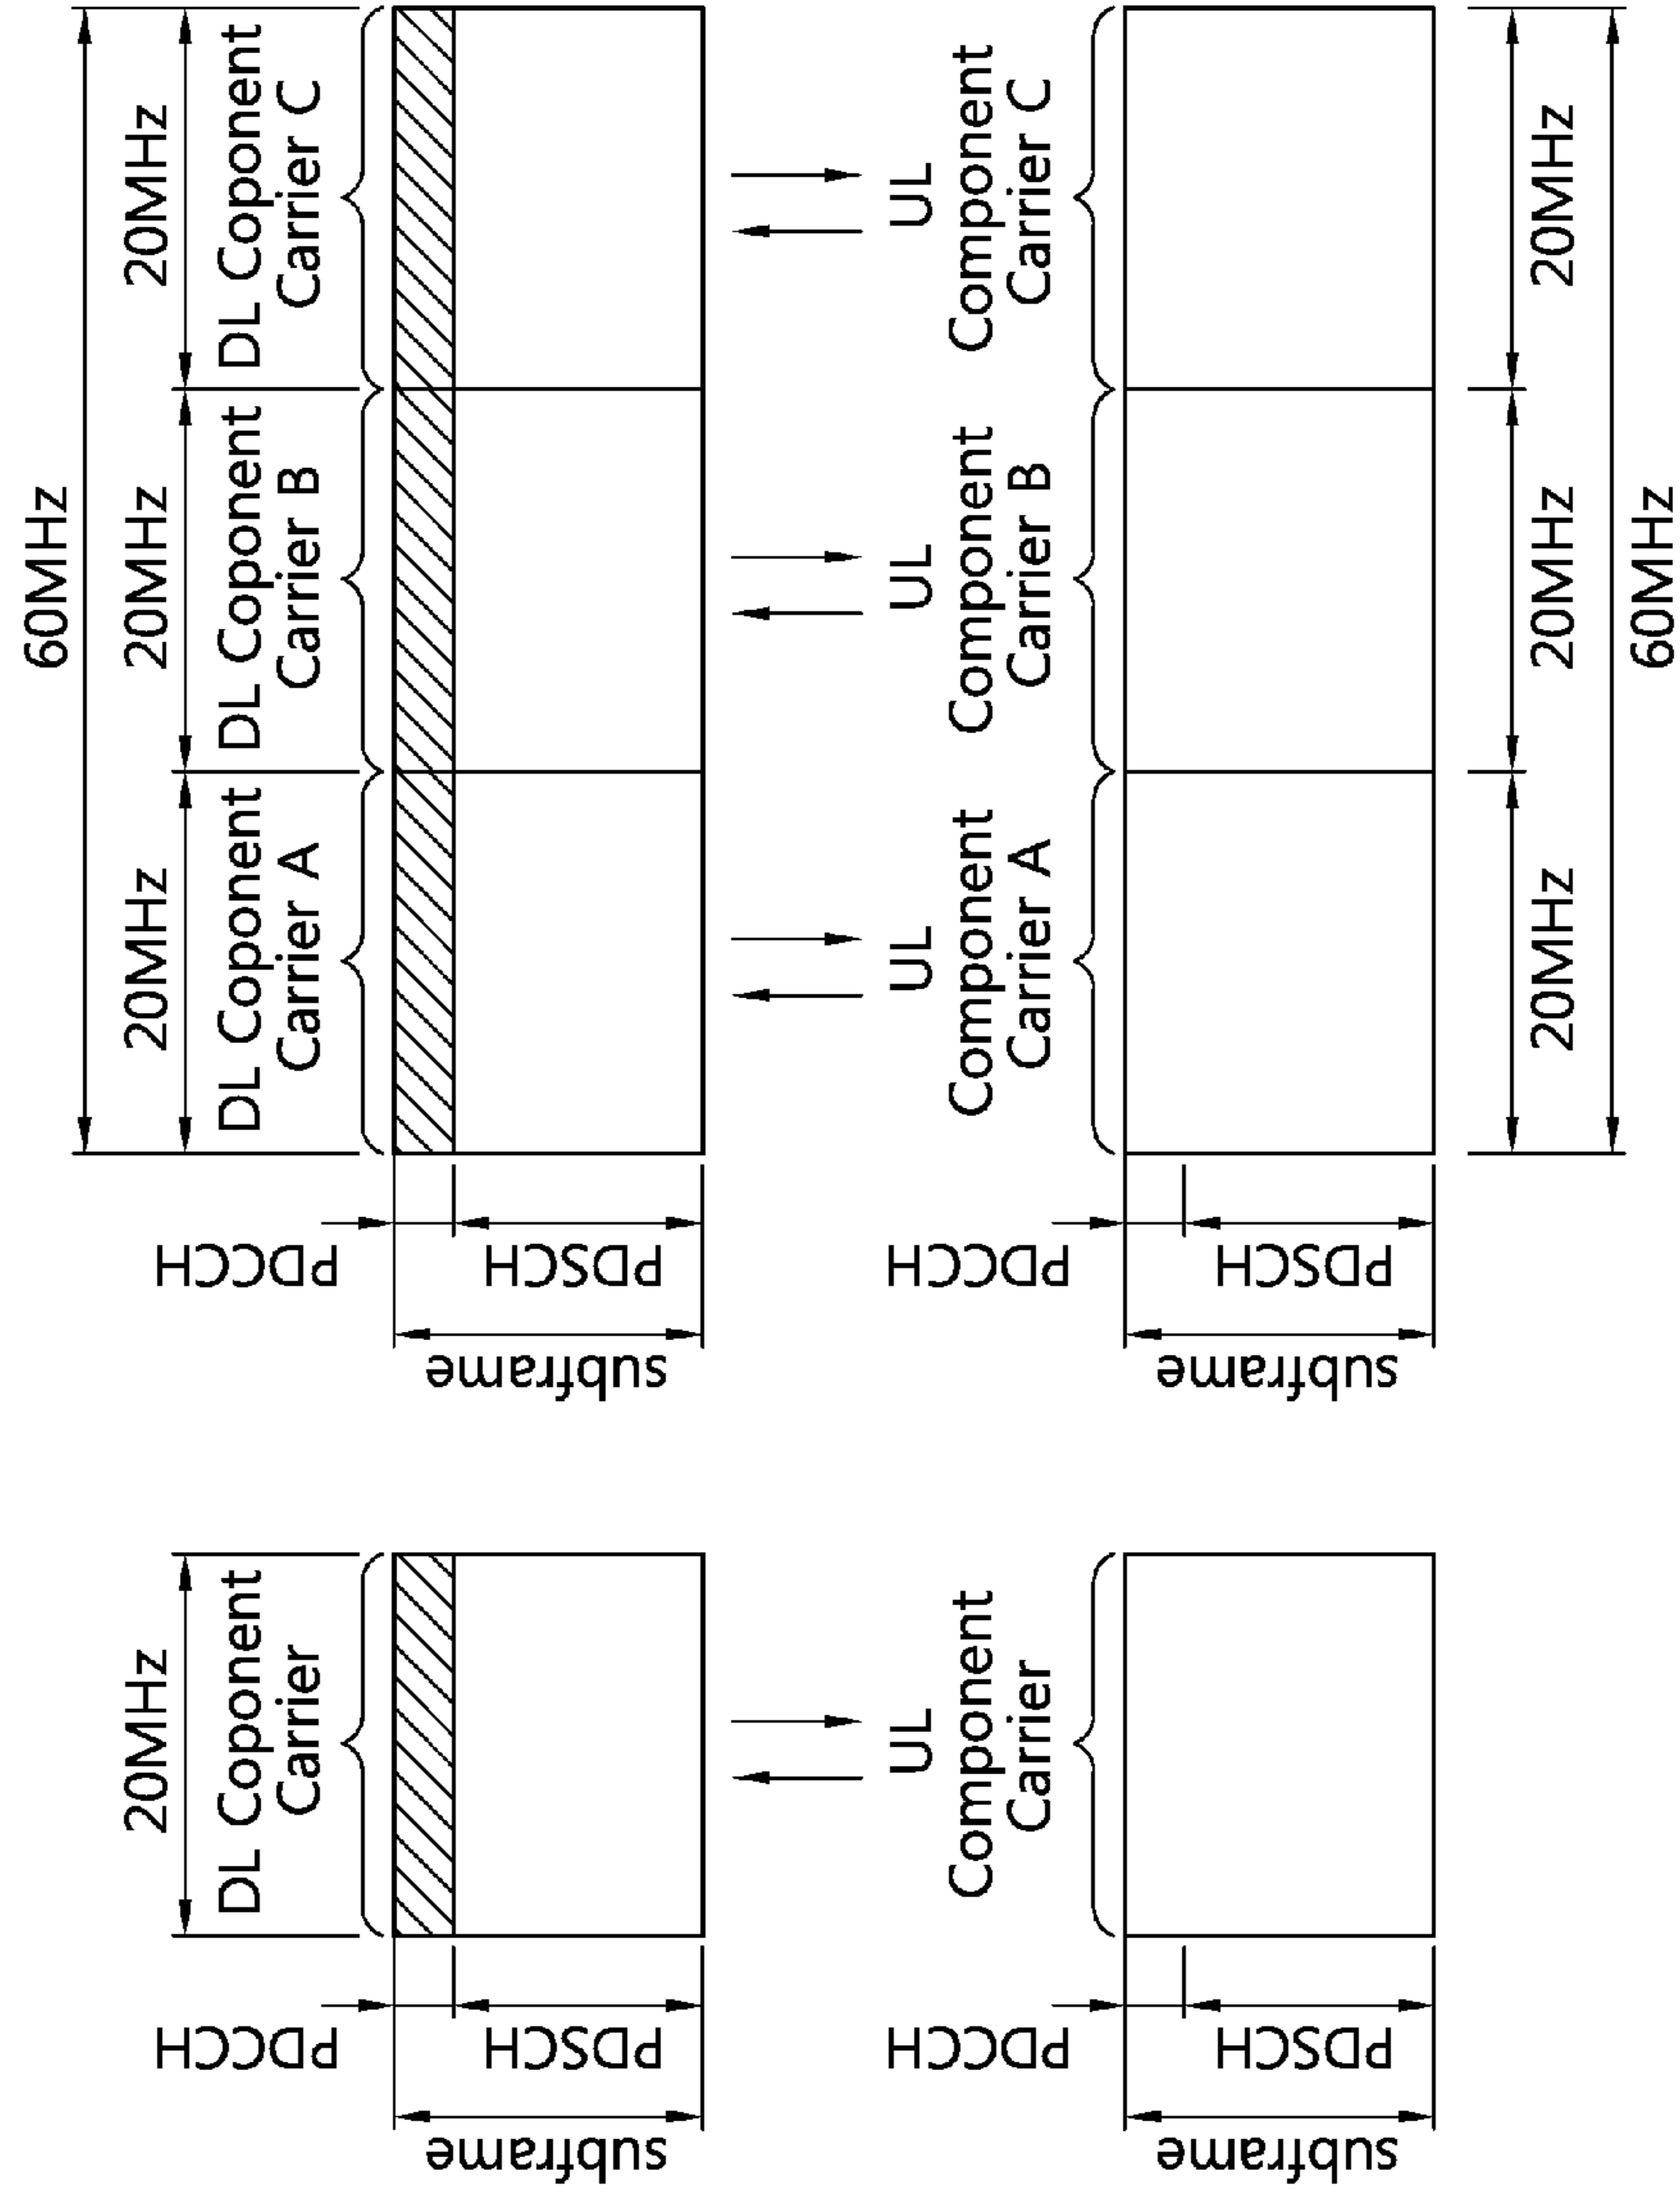 20MHz
DL Coponent
Carrier
PDCCH
PDSCH
subframe
UL
Component
Carrier
PDCCH
PDSCH
subframe
60MHz
20MHz
20MHz
20MHz
DL Coponent
Carrier A
DL Coponent
Carrier B
DL Coponent
Carrier C
PDCCH
PDSCH
subframe
UL
Component
Carrier A
UL
Component
Carrier B
UL
Component
Carrier C
PDCCH
PDSCH
subframe
20MHz
20MHz
20MHz
60MHz